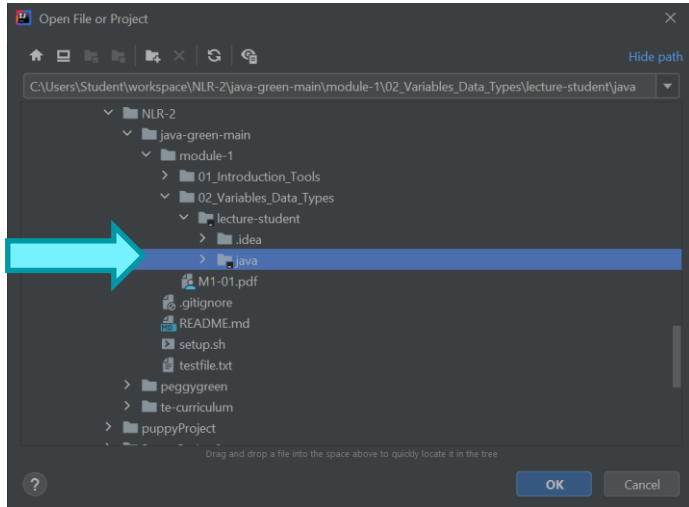 Open File or Project
Hide path
C:\Users\Student\workspace\NLR-2\java-green-main\module-1\02_Variables_Data_Types\lecture-student\java
NLR-2
java-green-main
module-1
01_Introduction_Tools
02_Variables_Data_Types
lecture-student
.idea
java
M1-01.pdf
.gitignore
README.md
setup.sh
testfile.txt
peggygreen
te-curriculum
puppyProject
Drag and drop a file into the space above to quickly locate it in the tree
?
OK
Cancel